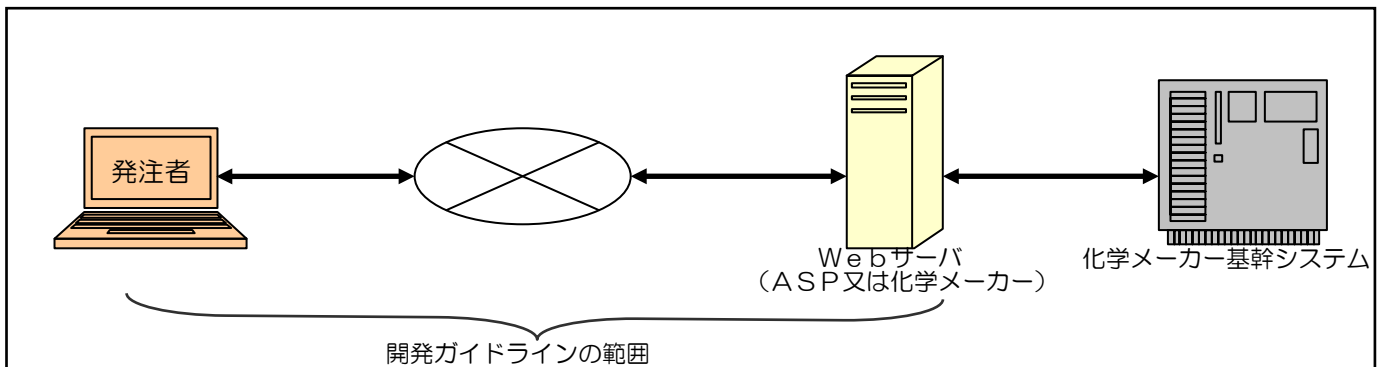 発注者
Ｗｅｂサーバ
（ＡＳＰ又は化学メーカー）
化学メーカー基幹システム
開発ガイドラインの範囲